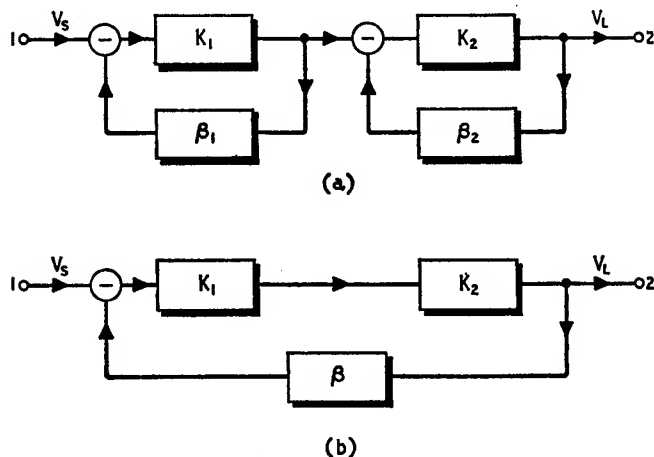 1 V_S − K_1 − K_2 V_L 2
β_1 β_2
(a)
1 V_S − K_1 K_2 V_L 2
β
(b)